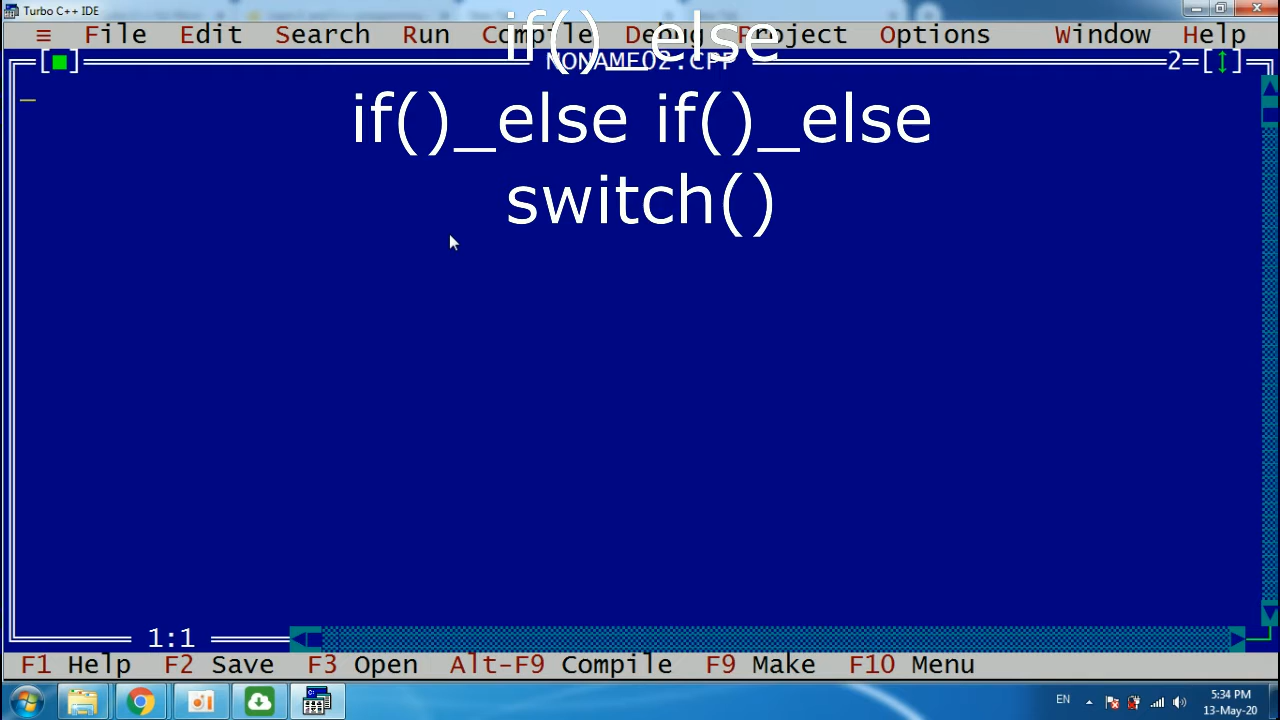 Turbo C++ IDE
≡ File Edit Search Run Compile Debug Project Options Window Help
if()_else
NONAME02.CPP 2=[↕]
if()_else if()_else
switch()
1:1
F1 Help F2 Save F3 Open Alt-F9 Compile F9 Make F10 Menu
EN
5:34 PM
13-May-20